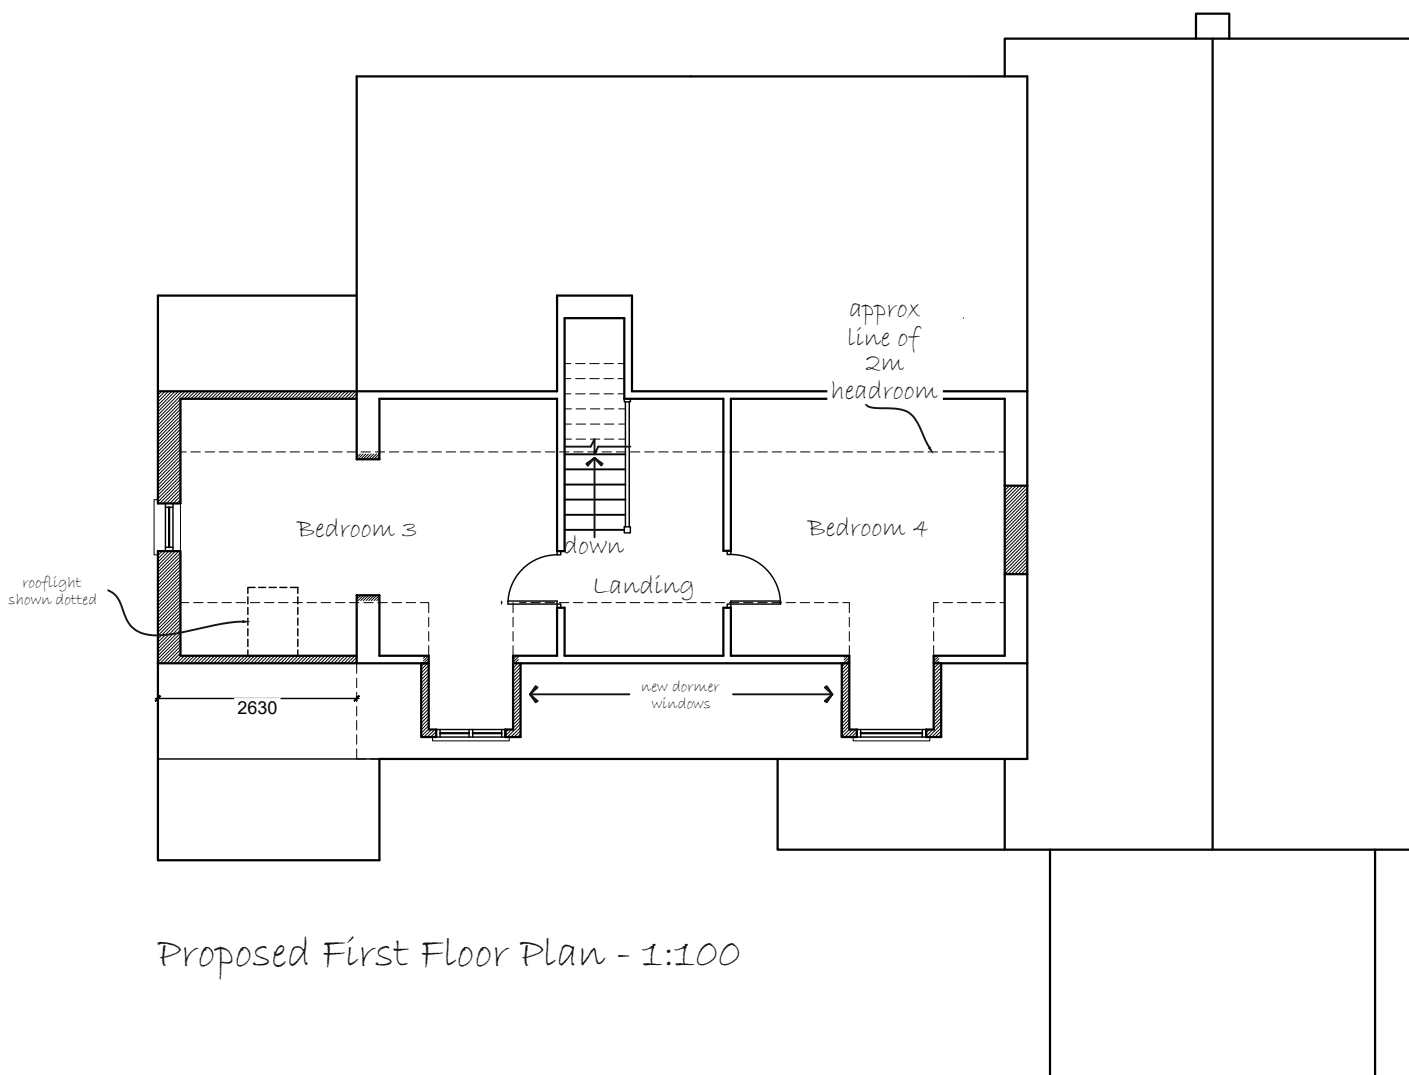 approx
line of
2m
headroom
Bedroom 3
Bedroom 4
down
Landing
rooflight
shown dotted
new dormer
windows
2630
Proposed First Floor Plan - 1:100